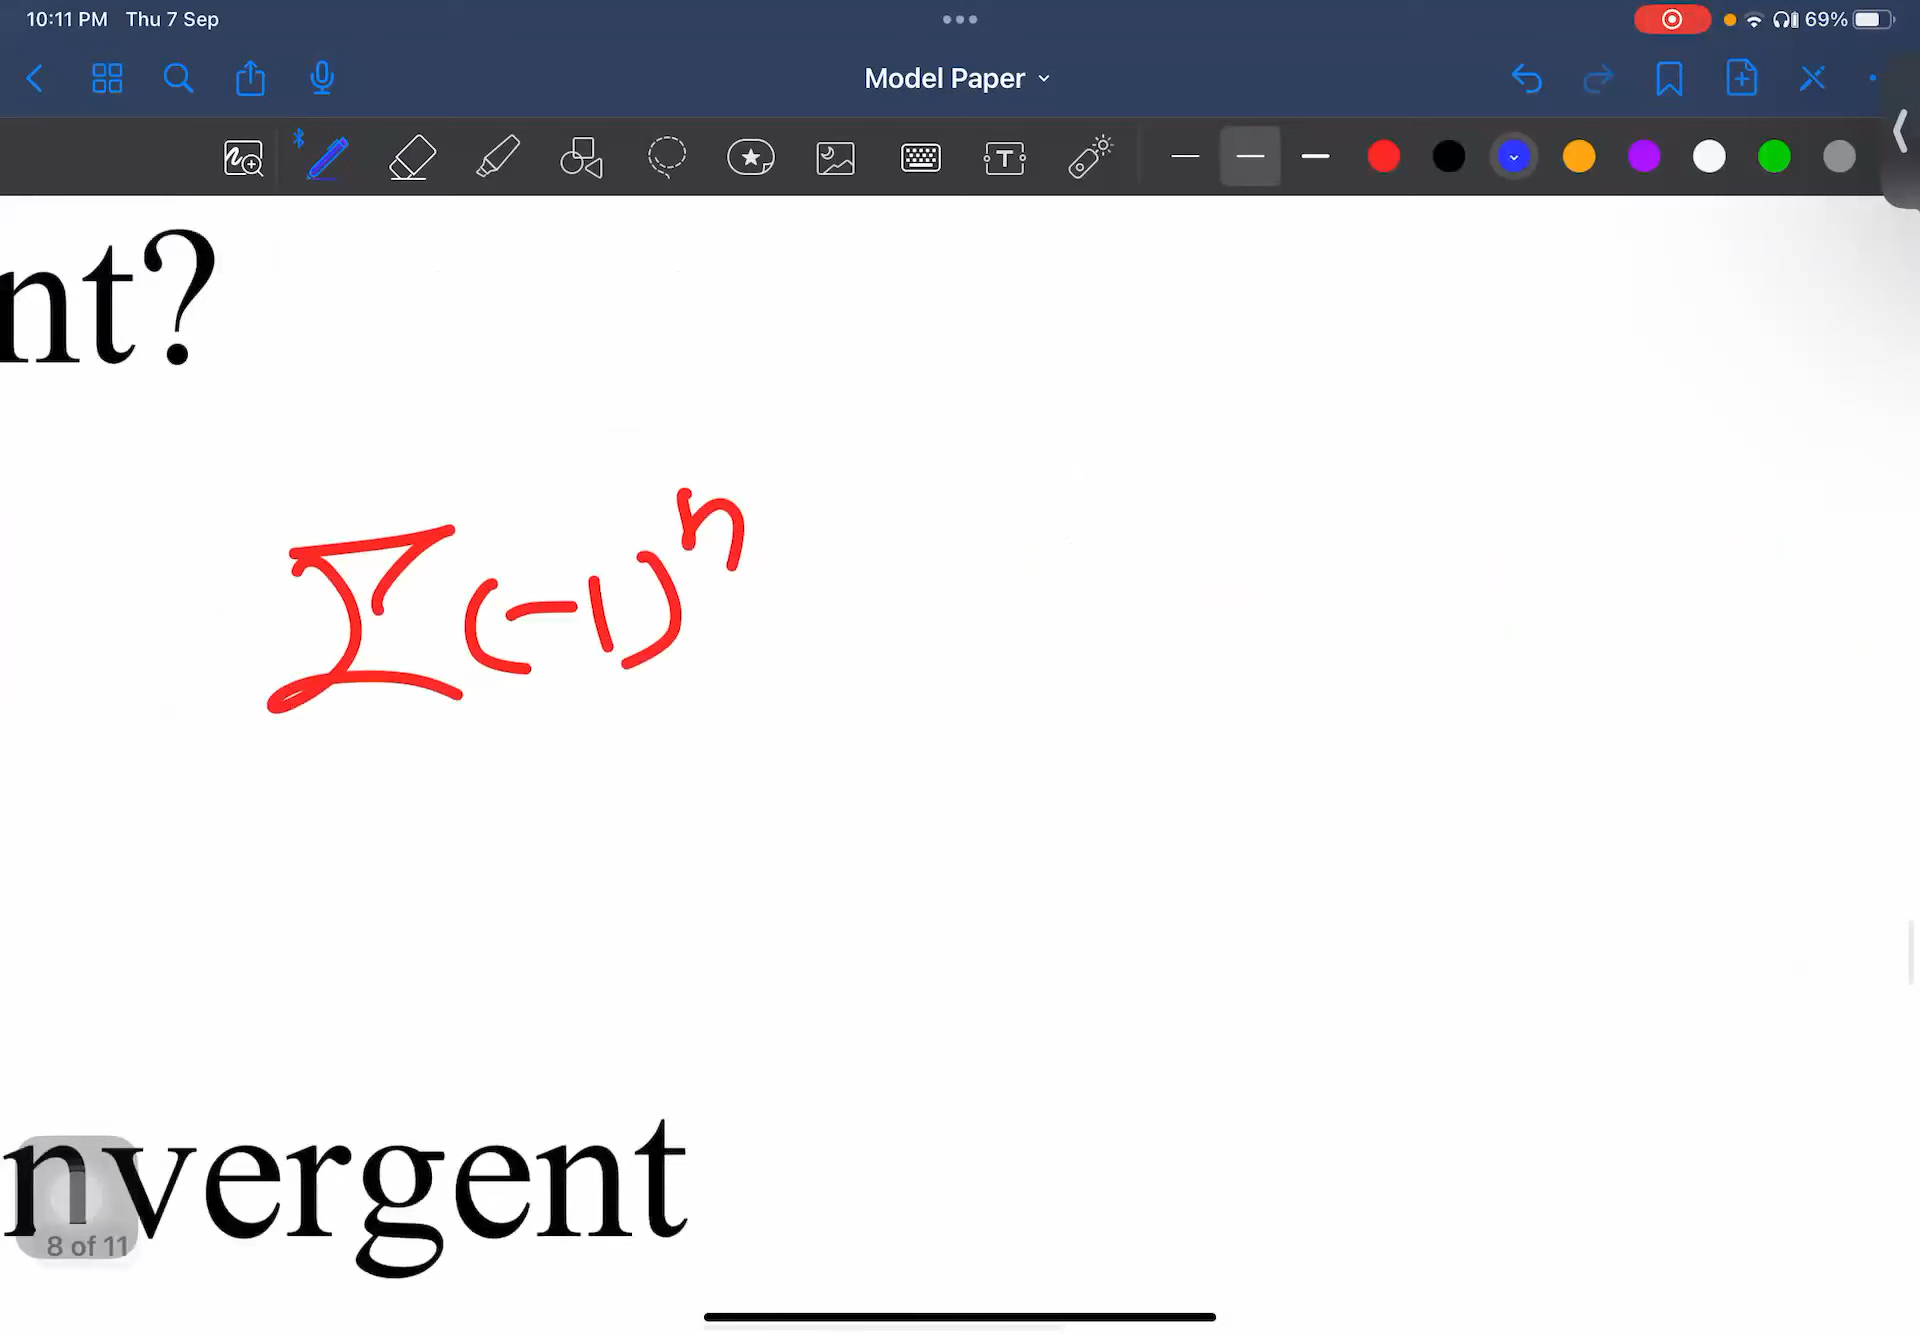 10:11 PM Thu 7 Sep
69%
Model Paper
T
nt?
Σ(-1)ⁿ
nvergent
8 of 11